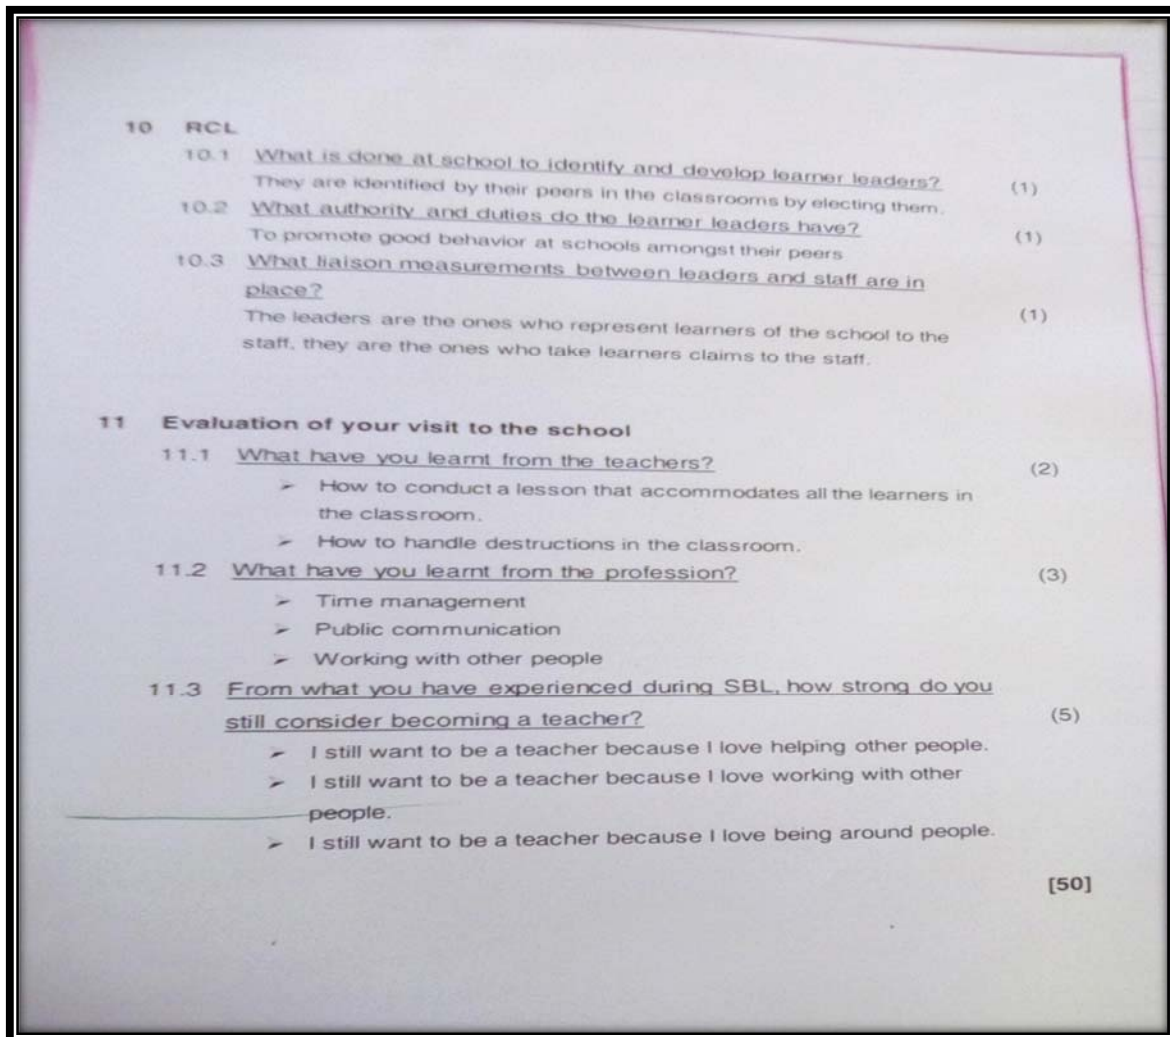 10 RCL
10.1 What is done at school to identify and develop learner leaders? (1)
They are identified by their peers in the classrooms by electing them.
10.2 What authority and duties do the learner leaders have? (1)
To promote good behavior at schools amongst their peers
10.3 What liaison measurements between leaders and staff are in
place? (1)
The leaders are the ones who represent learners of the school to the
staff, they are the ones who take learners claims to the staff.
11 Evaluation of your visit to the school
11.1 What have you learnt from the teachers? (2)
➢ How to conduct a lesson that accommodates all the learners in
the classroom.
➢ How to handle destructions in the classroom.
11.2 What have you learnt from the profession? (3)
➢ Time management
➢ Public communication
➢ Working with other people
11.3 From what you have experienced during SBL, how strong do you
still consider becoming a teacher? (5)
➢ I still want to be a teacher because I love helping other people.
➢ I still want to be a teacher because I love working with other
people.
➢ I still want to be a teacher because I love being around people.
[50]